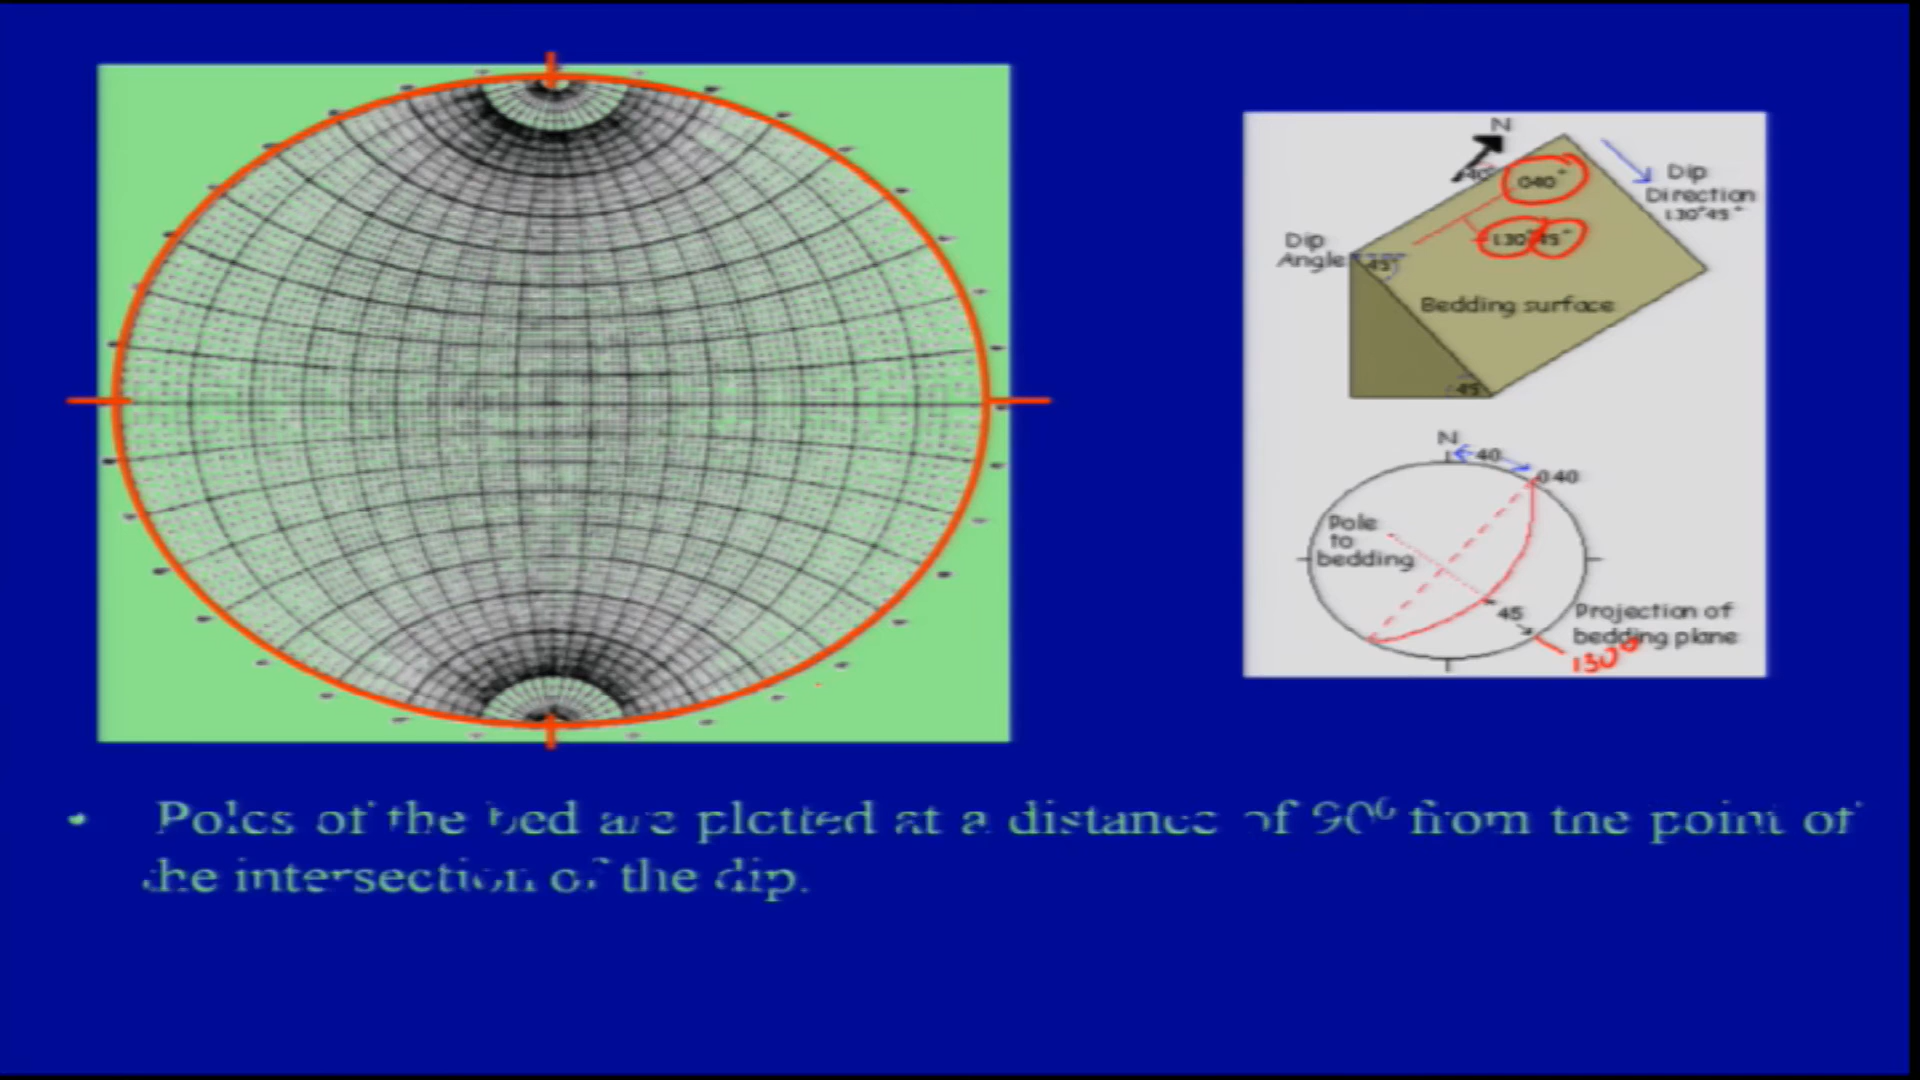 N
40°
040°
Dip
Direction
130°45°
130°45°
Dip
Angle
45°
Bedding surface
45
N
40
040
Pole
to
bedding
45
Projection of
bedding plane
130°
• Poles of the bed are plotted at a distance of 90⁰ from the point of
the intersection of the dip.